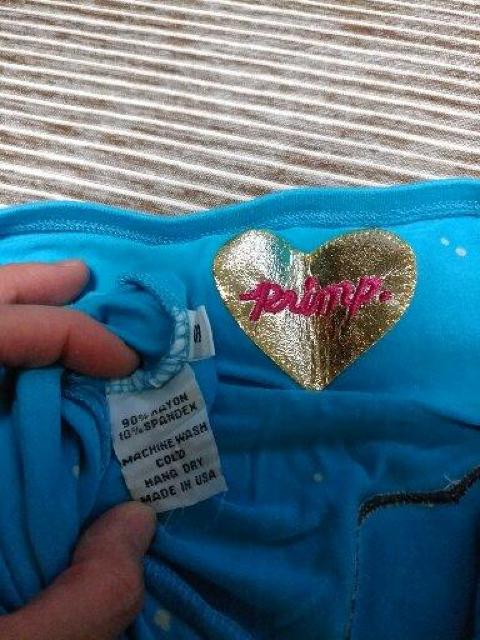 Primp.
90% RAYON
10% SPANDEX
MACHINE WASH
COLD
HANG DRY
MADE IN USA